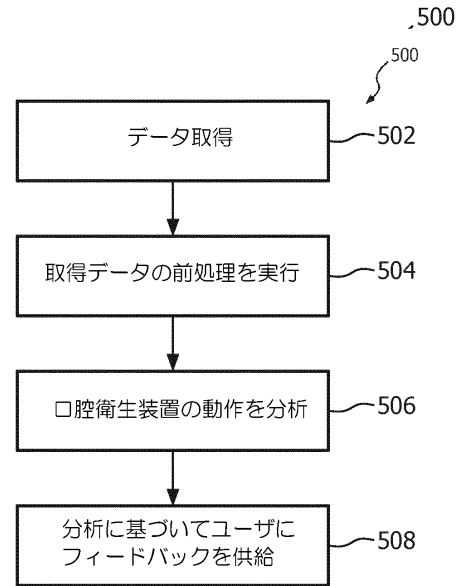 500
500
データ取得
502
取得データの前処理を実行
504
口腔衛生装置の動作を分析
506
分析に基づいてユーザに
フィードバックを供給
508